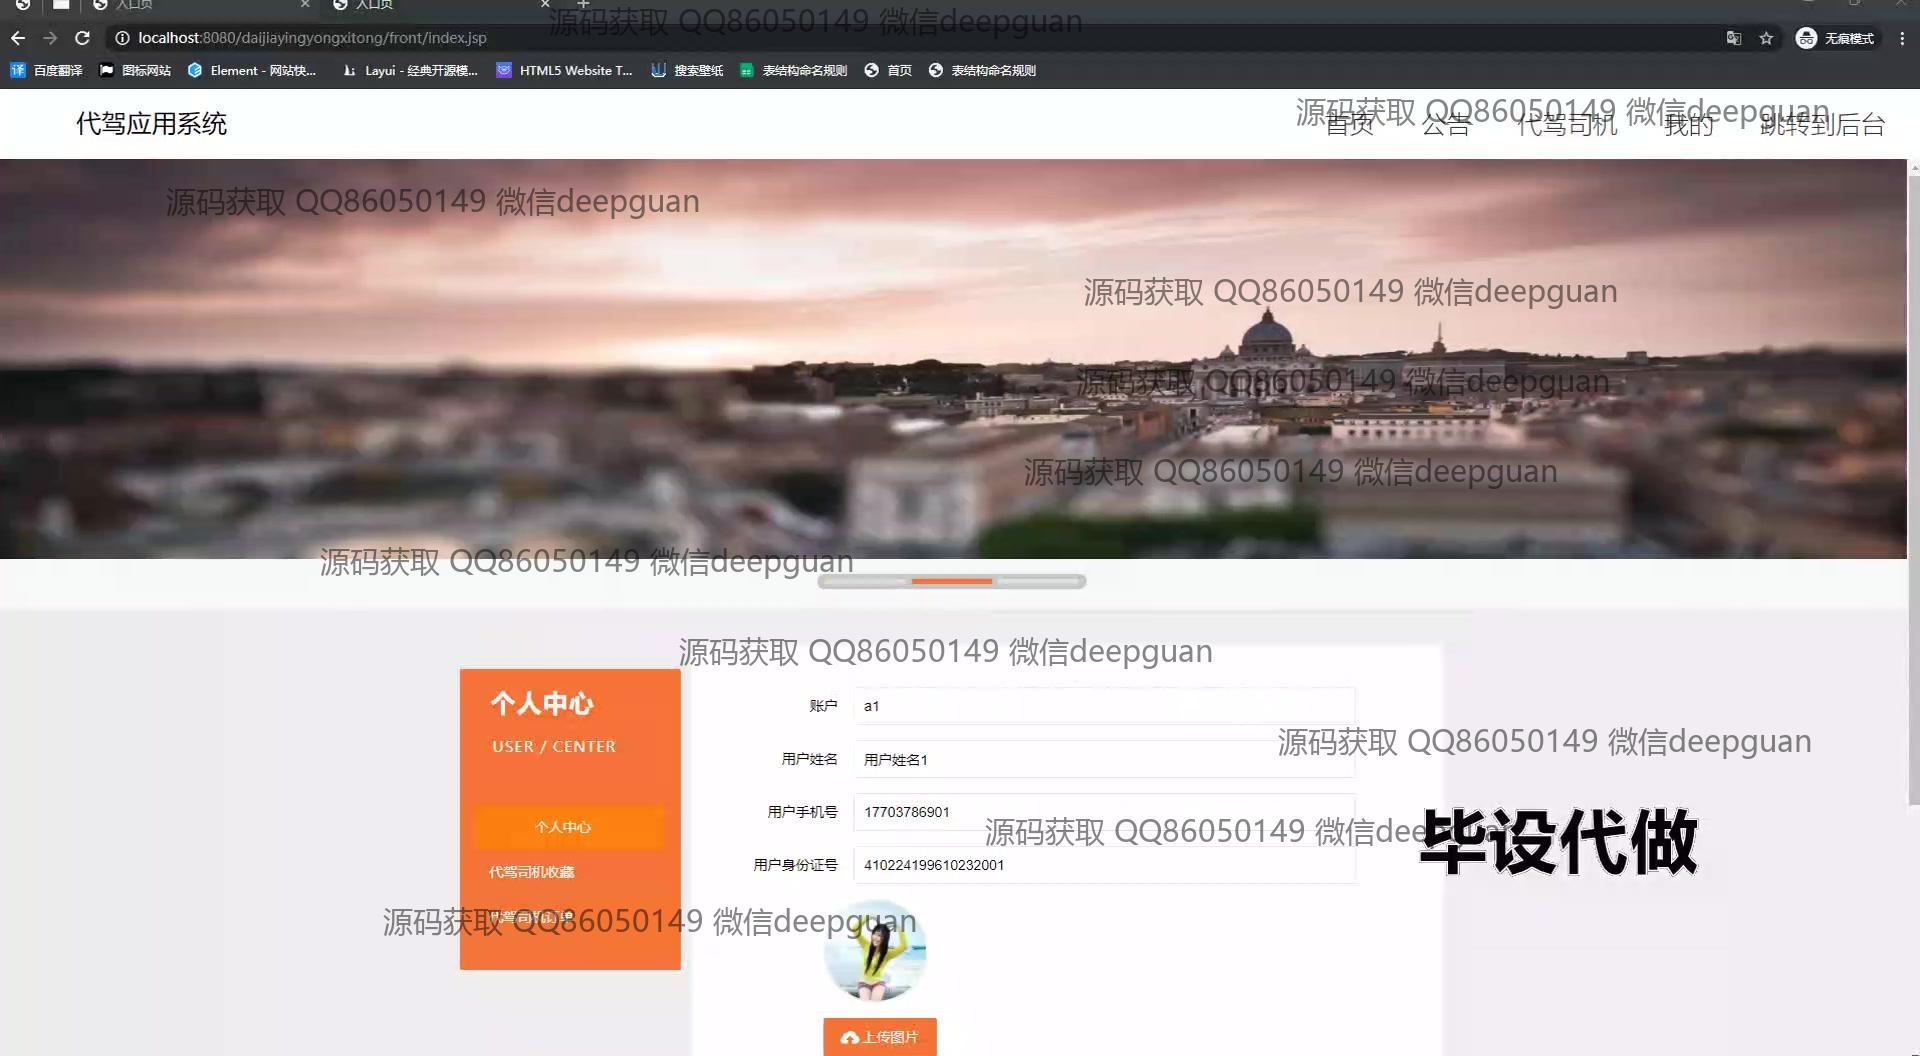 入口页
入口页
源码获取 QQ86050149 微信deepguan
localhost:8080/daijiayingyongxitong/front/index.jsp
无痕模式
百度翻译
图标网站
Element - 网站快...
Layui - 经典开源模...
HTML5 Website T...
搜索壁纸
表结构命名规则
首页
表结构命名规则
代驾应用系统
首页
公告
代驾司机
我的
跳转到后台
源码获取 QQ86050149 微信deepguan
源码获取 QQ86050149 微信deepguan
源码获取 QQ86050149 微信deepguan
源码获取 QQ86050149 微信deepguan
源码获取 QQ86050149 微信deepguan
源码获取 QQ86050149 微信deepguan
源码获取 QQ86050149 微信deepguan
个人中心
USER / CENTER
个人中心
代驾司机收藏
代驾司机订单
账户
a1
用户姓名
用户姓名1
源码获取 QQ86050149 微信deepguan
用户手机号
17703786901
源码获取 QQ86050149 微信deepguan
毕设代做
用户身份证号
410224199610232001
源码获取 QQ86050149 微信deepguan
上传图片